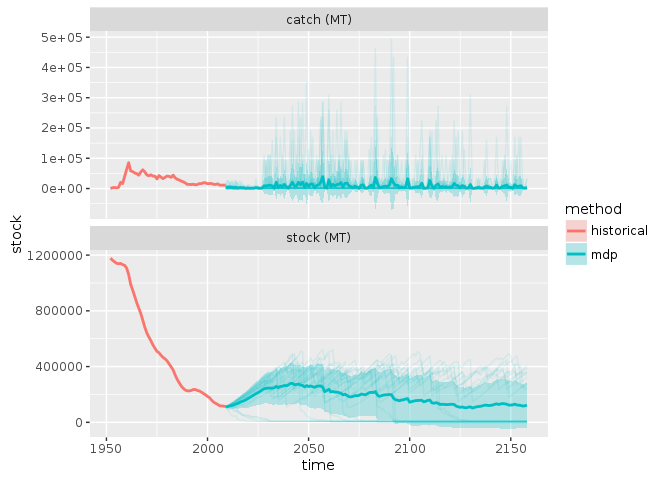 catch (MT)
5e+05
4e+05
3e+05
2e+05
1e+05
0e+00
stock
stock (MT)
1200000
800000
400000
0
1950 2000 2050 2100 2150
time
method
historical
mdp